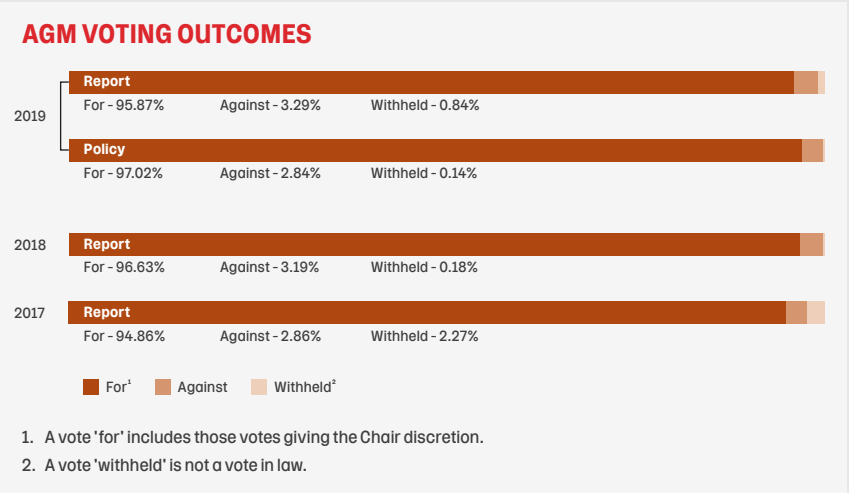 AGM VOTING OUTCOMES
2019
Report
For - 95.87% Against - 3.29% Withheld - 0.84%
Policy
For - 97.02% Against - 2.84% Withheld - 0.14%
2018 Report
For - 96.63% Against - 3.19% Withheld - 0.18%
2017 Report
For - 94.86% Against - 2.86% Withheld - 2.27%
For¹ Against Withheld²
1. A vote 'for' includes those votes giving the Chair discretion.
2. A vote 'withheld' is not a vote in law.